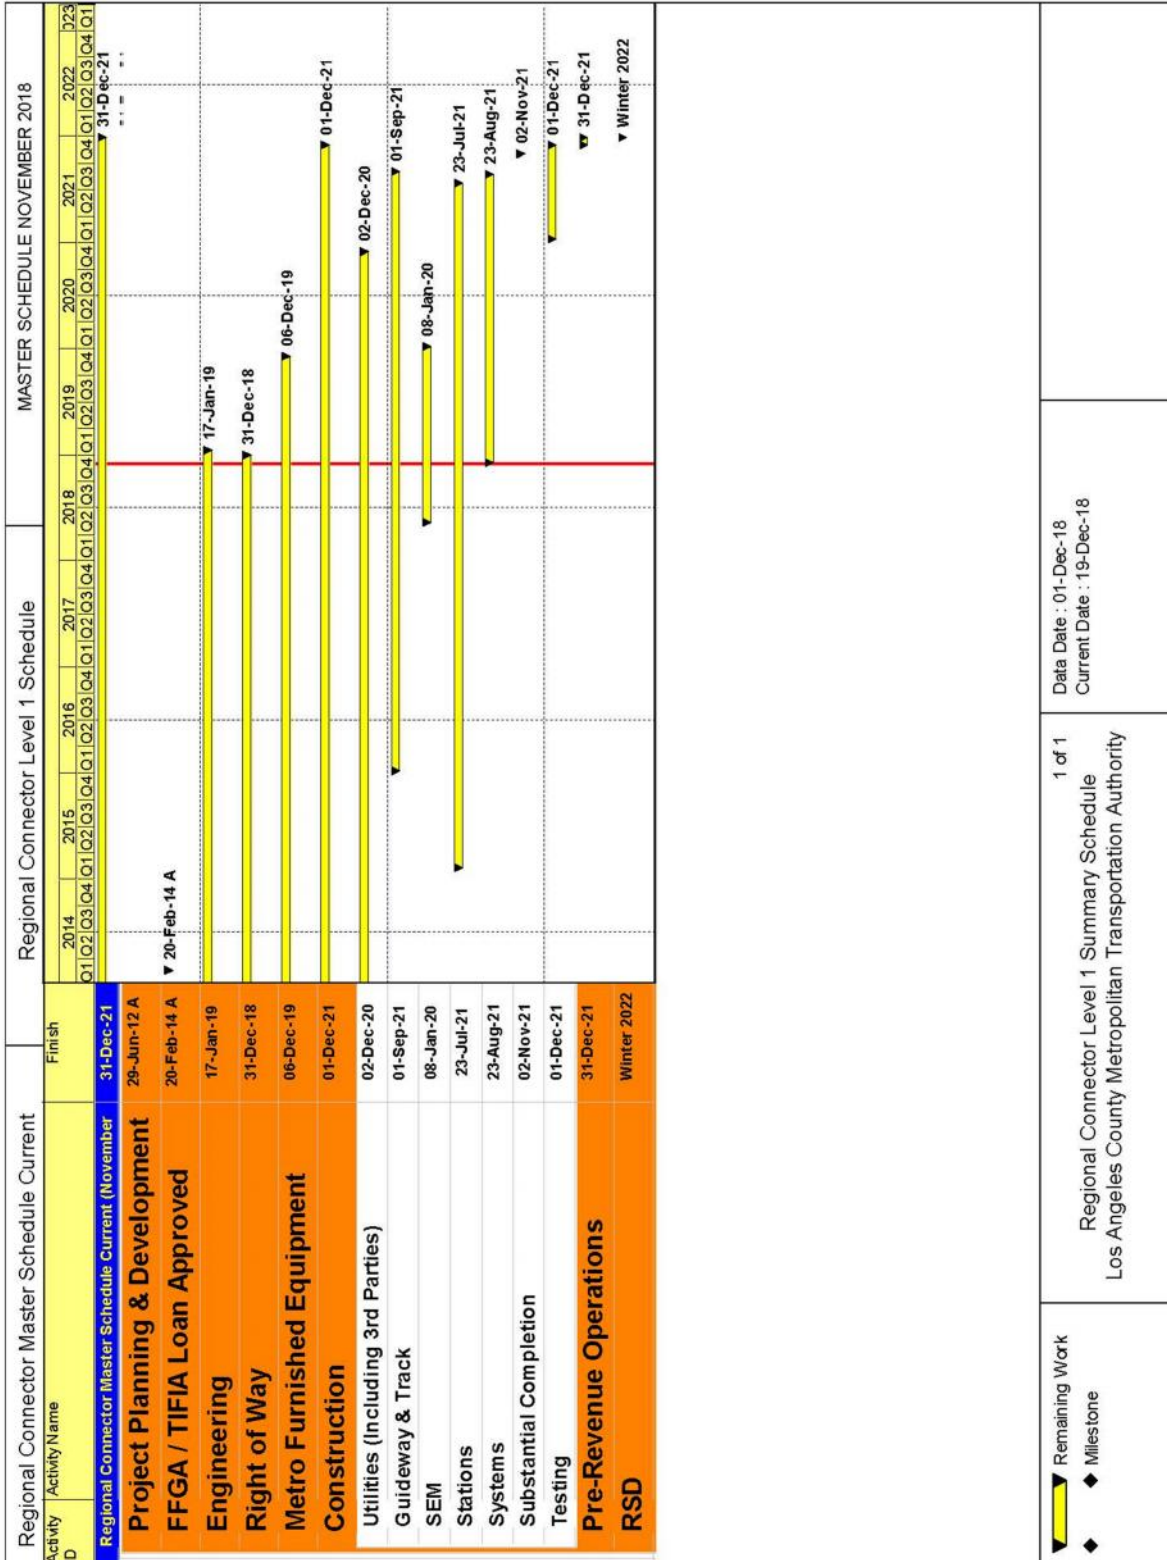 Regional Connector Master Schedule Current
Regional Connector Level 1 Schedule
MASTER SCHEDULE NOVEMBER 2018
Activity
D
Activity Name
Finish
2014 2015 2016 2017 2018 2019 2020 2021 2022 023
Q1 Q2 Q3 Q4 Q1 Q2 Q3 Q4 Q1 Q2 Q3 Q4 Q1 Q2 Q3 Q4 Q1 Q2 Q3 Q4 Q1 Q2 Q3 Q4 Q1 Q2 Q3 Q4 Q1 Q2 Q3 Q4 Q1 Q2 Q3 Q4 Q1
Regional Connector Master Schedule Current (November 31-Dec-21 31-Dec-21
Project Planning & Development 29-Jun-12 A
FFGA / TIFIA Loan Approved 20-Feb-14 A 20-Feb-14 A
Engineering 17-Jan-19 17-Jan-19
Right of Way 31-Dec-18 31-Dec-18
Metro Furnished Equipment 06-Dec-19 06-Dec-19
Construction 01-Dec-21 01-Dec-21
Utilities (Including 3rd Parties) 02-Dec-20 02-Dec-20
Guideway & Track 01-Sep-21 01-Sep-21
SEM 08-Jan-20 08-Jan-20
Stations 23-Jul-21 23-Jul-21
Systems 23-Aug-21 23-Aug-21
Substantial Completion 02-Nov-21 02-Nov-21
Testing 01-Dec-21 01-Dec-21
Pre-Revenue Operations 31-Dec-21 31-Dec-21
RSD Winter 2022 Winter 2022
Remaining Work
Milestone
1 of 1
Regional Connector Level 1 Summary Schedule
Los Angeles County Metropolitan Transportation Authority
Data Date : 01-Dec-18
Current Date : 19-Dec-18